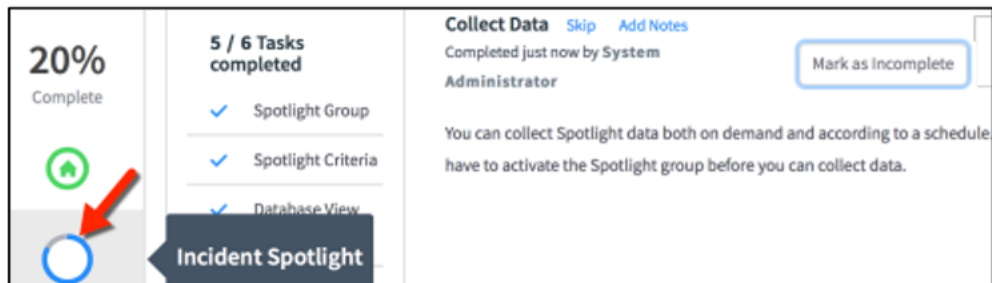 20%
Complete
5 / 6 Tasks
completed
Spotlight Group
Spotlight Criteria
Database View
Incident Spotlight
Collect Data Skip Add Notes
Completed just now by System
Administrator
Mark as Incomplete
You can collect Spotlight data both on demand and according to a schedule.
have to activate the Spotlight group before you can collect data.